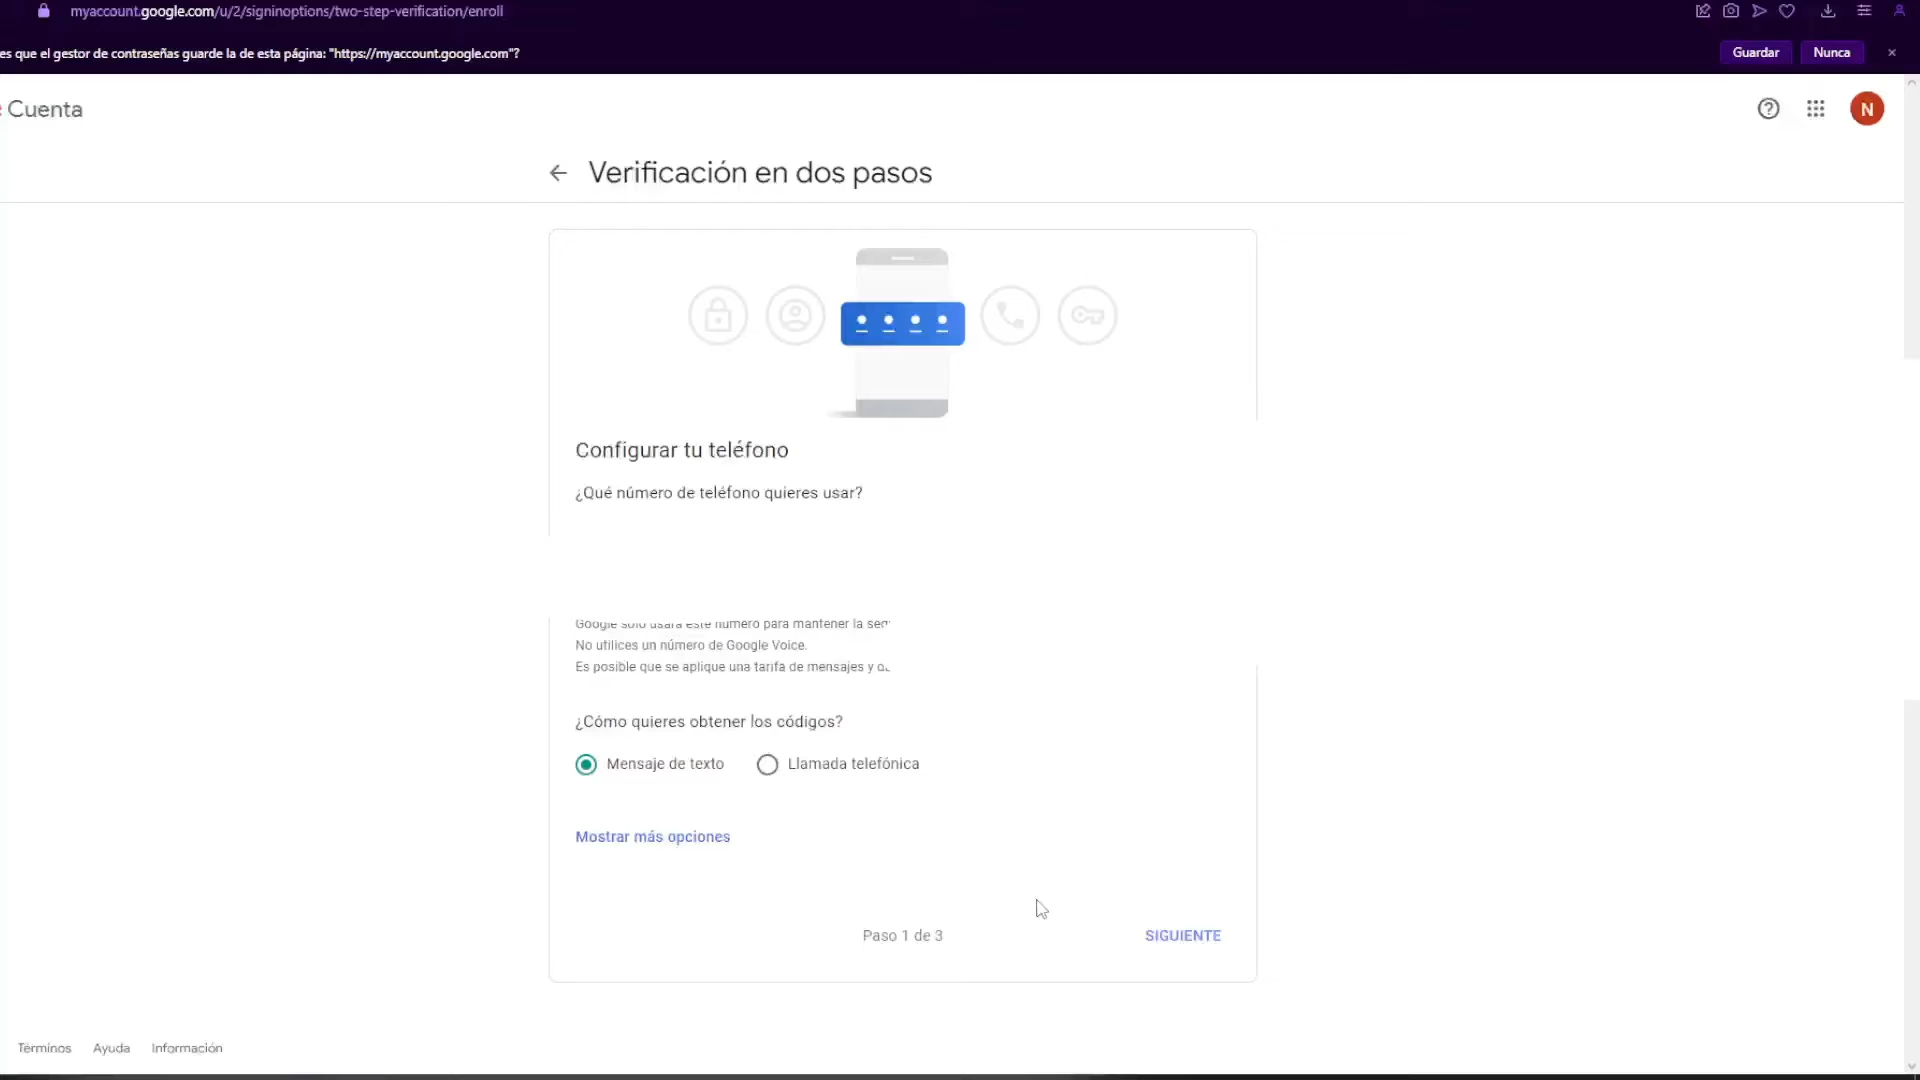 myaccount.google.com/u/2/signinoptions/two-step-verification/enroll
es que el gestor de contraseñas guarde la de esta página: "https://myaccount.google.com"?
Guardar
Nunca
Cuenta
N
Verificación en dos pasos
Configurar tu teléfono
¿Qué número de teléfono quieres usar?
Google solo usará este número para mantener la seg
No utilices un número de Google Voice.
Es posible que se aplique una tarifa de mensajes y
¿Cómo quieres obtener los códigos?
Mensaje de texto
Llamada telefónica
Mostrar más opciones
Paso 1 de 3
SIGUIENTE
Términos
Ayuda
Información